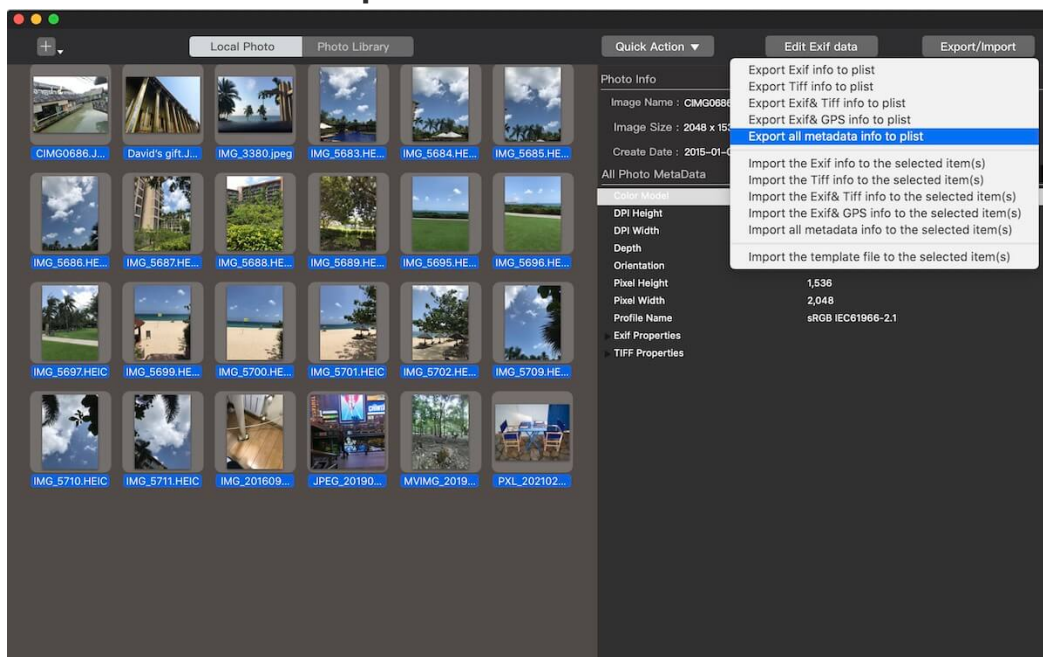 Local Photo
Photo Library
Quick Action ▼
Edit Exif data
Export/Import
Photo Info
Image Name : CIMG0686
Image Size : 2048 x 153
Create Date : 2015-01-0
All Photo MetaData
Export Exif info to plist
Export Tiff info to plist
Export Exif& Tiff info to plist
Export Exif& GPS info to plist
Export all metadata info to plist
Import the Exif info to the selected item(s)
Import the Tiff info to the selected item(s)
Import the Exif& Tiff info to the selected item(s)
Import the Exif& GPS info to the selected item(s)
Import all metadata info to the selected item(s)
Import the template file to the selected item(s)
Color Model
DPI Height
DPI Width
Depth
Orientation
Pixel Height 1,536
Pixel Width 2,048
Profile Name sRGB IEC61966-2.1
Exif Properties
TIFF Properties
CIMG0686.J... David's gift.J... IMG_3380.jpeg IMG_5683.HE... IMG_5684.HE... IMG_5685.HE...
IMG_5686.HE... IMG_5687.HE... IMG_5688.HE... IMG_5689.HE... IMG_5695.HE... IMG_5696.HE...
IMG_5697.HEIC IMG_5699.HE... IMG_5700.HE... IMG_5701.HEIC IMG_5702.HE... IMG_5709.HE...
IMG_5710.HEIC IMG_5711.HEIC IMG_201609... JPEG_20190... MVIMG_2019... PXL_202102...